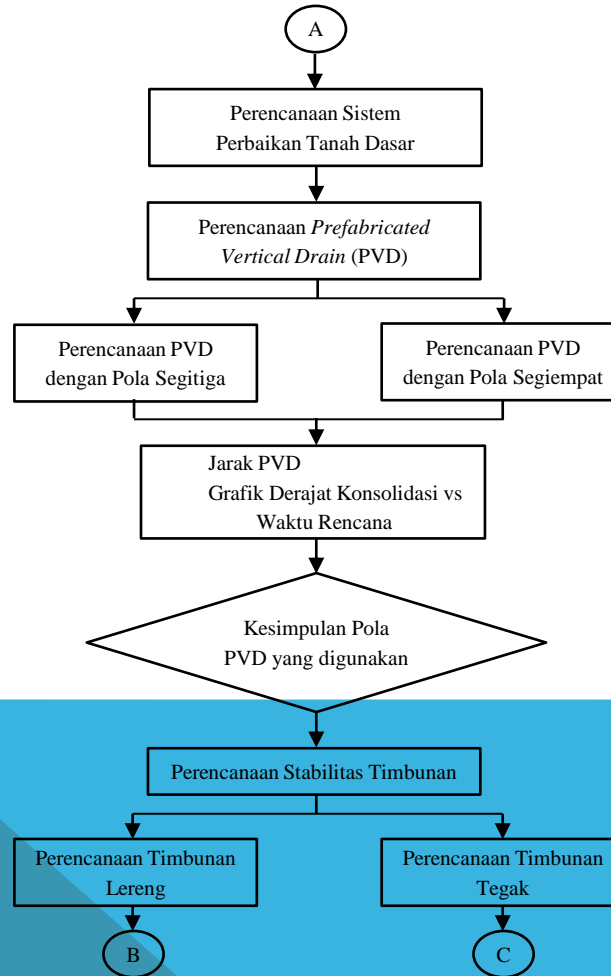 A
Perencanaan Sistem
Perbaikan Tanah Dasar
Perencanaan Prefabricated
Vertical Drain (PVD)
Perencanaan PVD
dengan Pola Segitiga
Perencanaan PVD
dengan Pola Segiempat
Jarak PVD
Grafik Derajat Konsolidasi vs
Waktu Rencana
Kesimpulan Pola
PVD yang digunakan
Perencanaan Stabilitas Timbunan
Perencanaan Timbunan
Lereng
Perencanaan Timbunan
Tegak
B
C